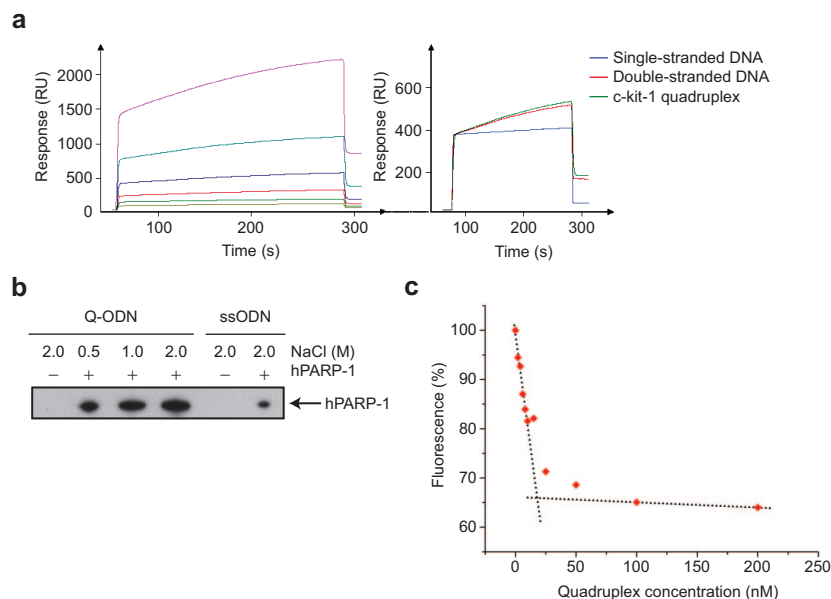 a
Response (RU)
2000
1500
1000
500
0
100
200
300
Time (s)
Response (RU)
600
400
200
100
200
300
Time (s)
Single-stranded DNA
Double-stranded DNA
c-kit-1 quadruplex
b
Q-ODN ssODN
2.0 0.5 1.0 2.0 2.0 2.0 NaCl (M)
– + + + – + hPARP-1
hPARP-1
c
Fluorescence (%)
100
90
80
70
60
0 50 100 150 200 250
Quadruplex concentration (nM)